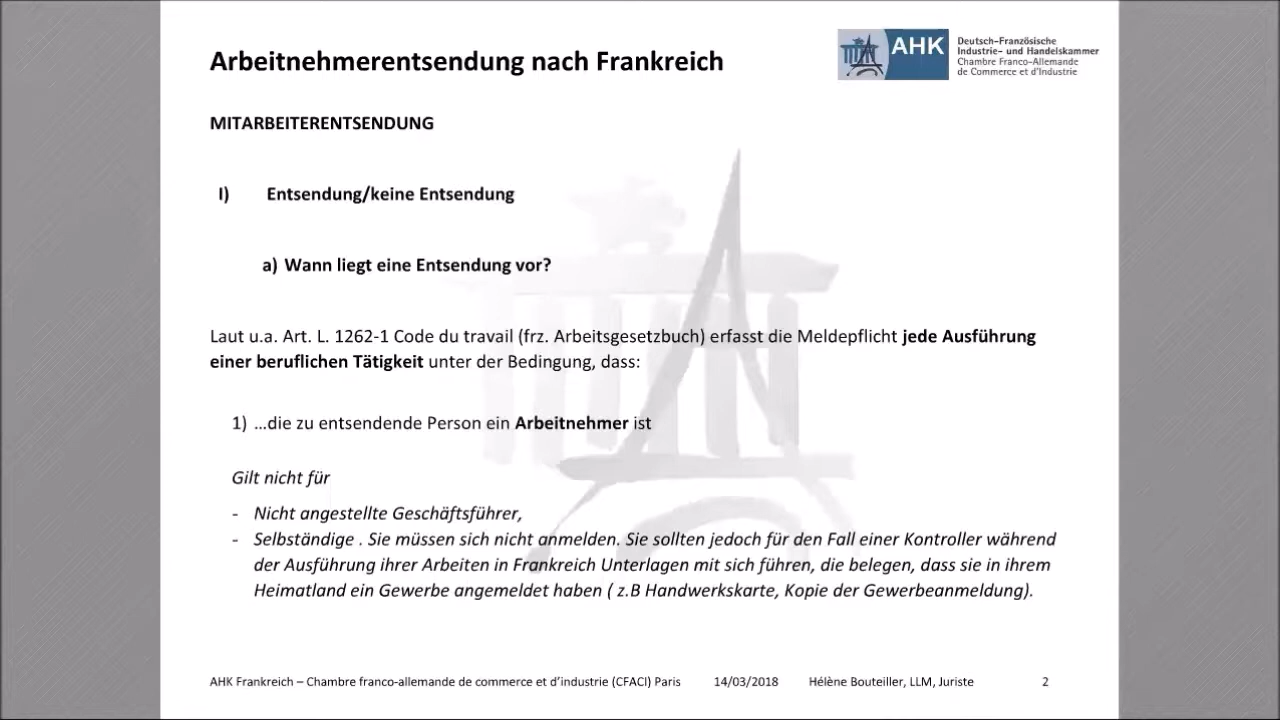 Arbeitnehmerentsendung nach Frankreich
AHK
Deutsch-Französische
Industrie- und Handelskammer
Chambre Franco-Allemande
de Commerce et d'Industrie
MITARBEITERENTSENDUNG
I) Entsendung/keine Entsendung
a) Wann liegt eine Entsendung vor?
Laut u.a. Art. L. 1262-1 Code du travail (frz. Arbeitsgesetzbuch) erfasst die Meldepflicht jede Ausführung
einer beruflichen Tätigkeit unter der Bedingung, dass:
1) …die zu entsendende Person ein Arbeitnehmer ist
Gilt nicht für
- Nicht angestellte Geschäftsführer,
- Selbständige . Sie müssen sich nicht anmelden. Sie sollten jedoch für den Fall einer Kontroller während
der Ausführung ihrer Arbeiten in Frankreich Unterlagen mit sich führen, die belegen, dass sie in ihrem
Heimatland ein Gewerbe angemeldet haben ( z.B Handwerkskarte, Kopie der Gewerbeanmeldung).
AHK Frankreich – Chambre franco-allemande de commerce et d'industrie (CFACI) Paris 14/03/2018 Hélène Bouteiller, LLM, Juriste 2